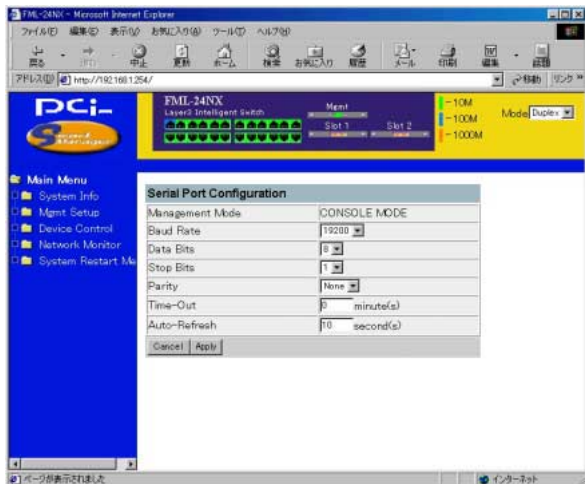 FML-24NX - Microsoft Internet Explorer
ファイル(F) 編集(E) 表示(V) お気に入り(A) ツール(T) ヘルプ(H)
戻る 進む 中止 更新 ホーム 検索 お気に入り 履歴 メール 印刷 編集 話題
アドレス(D) http://192.168.1.254/ 移動 リンク »
PCi
FML-24NX
Layer3 Intelligent Switch
Mgmt
Slot 1 Slot 2
10M
100M
1000M
Mode Duplex
Main Menu
System Info
Mgmt Setup
Device Control
Network Monitor
System Restart Me
Serial Port Configuration
Management Mode CONSOLE MODE
Baud Rate 19200
Data Bits 8
Stop Bits 1
Parity None
Time-Out 0 minute(s)
Auto-Refresh 10 second(s)
Cancel Apply
ページが表示されました インターネット